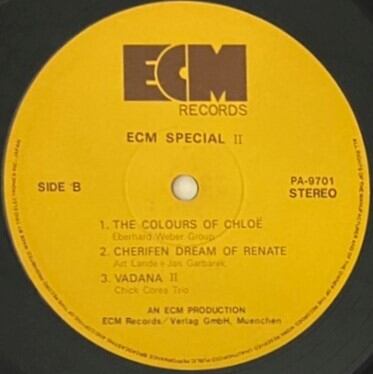 ECM
RECORDS
ECM SPECIAL II
SIDE B
PA-9701
STEREO
1. THE COLOURS OF CHLOË
Eberhard Weber Group
2. CHERIFEN DREAM OF RENATE
Art Lande + Jan Garbarek
3. VADANA II
Chick Corea Trio
AN ECM PRODUCTION
ECM Records/Verlag GmbH, Muenchen